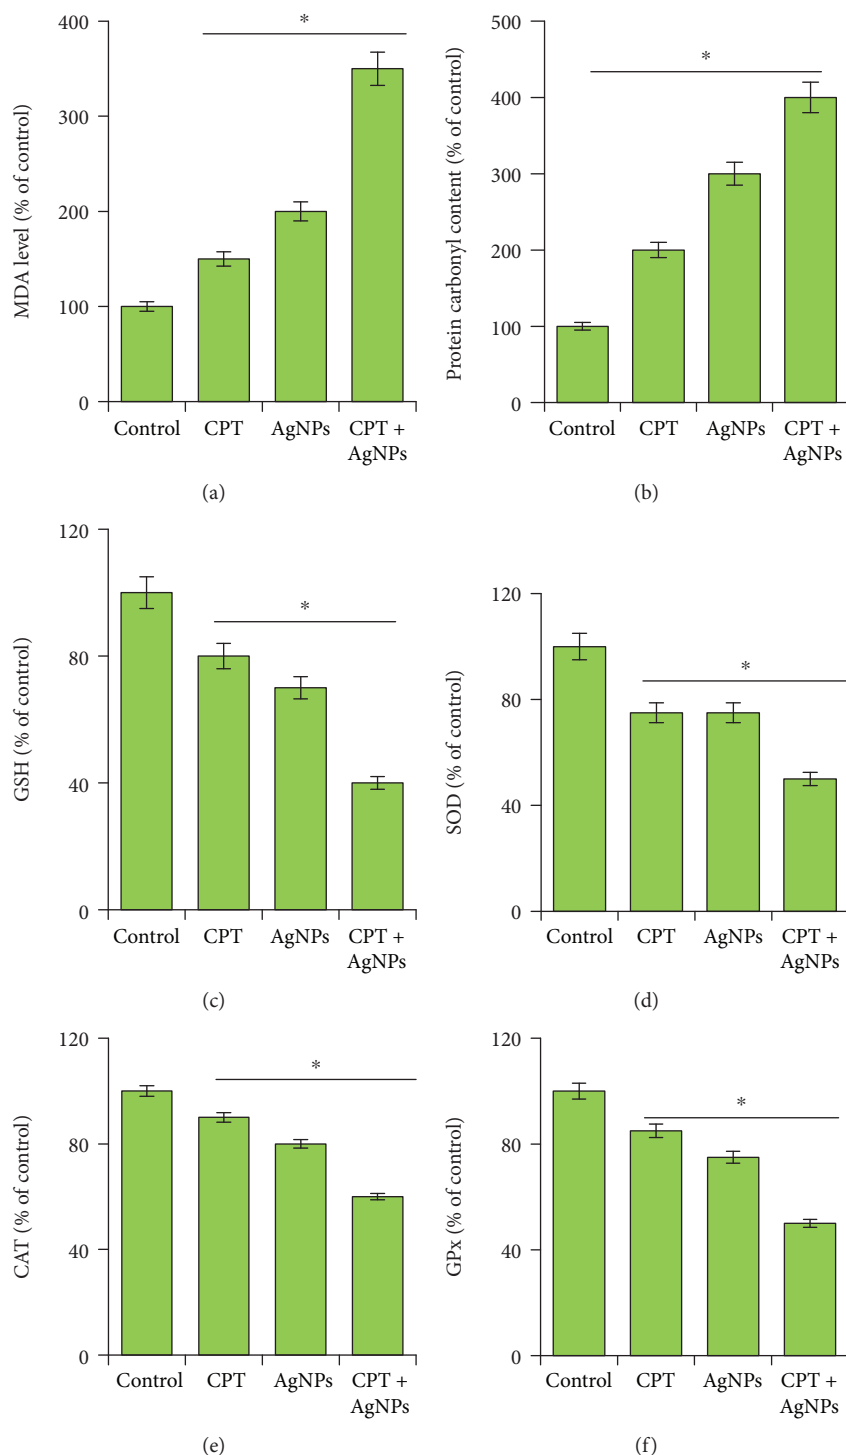 MDA level (% of control)
400
300
200
100
0
*
Control
CPT
AgNPs
CPT +
AgNPs
(a)
Protein carbonyl content (% of control)
500
400
300
200
100
0
*
Control
CPT
AgNPs
CPT +
AgNPs
(b)
GSH (% of control)
120
80
40
0
*
Control
CPT
AgNPs
CPT +
AgNPs
(c)
SOD (% of control)
120
80
40
0
*
Control
CPT
AgNPs
CPT +
AgNPs
(d)
CAT (% of control)
120
80
40
0
*
Control
CPT
AgNPs
CPT +
AgNPs
(e)
GPx (% of control)
120
80
40
0
*
Control
CPT
AgNPs
CPT +
AgNPs
(f)